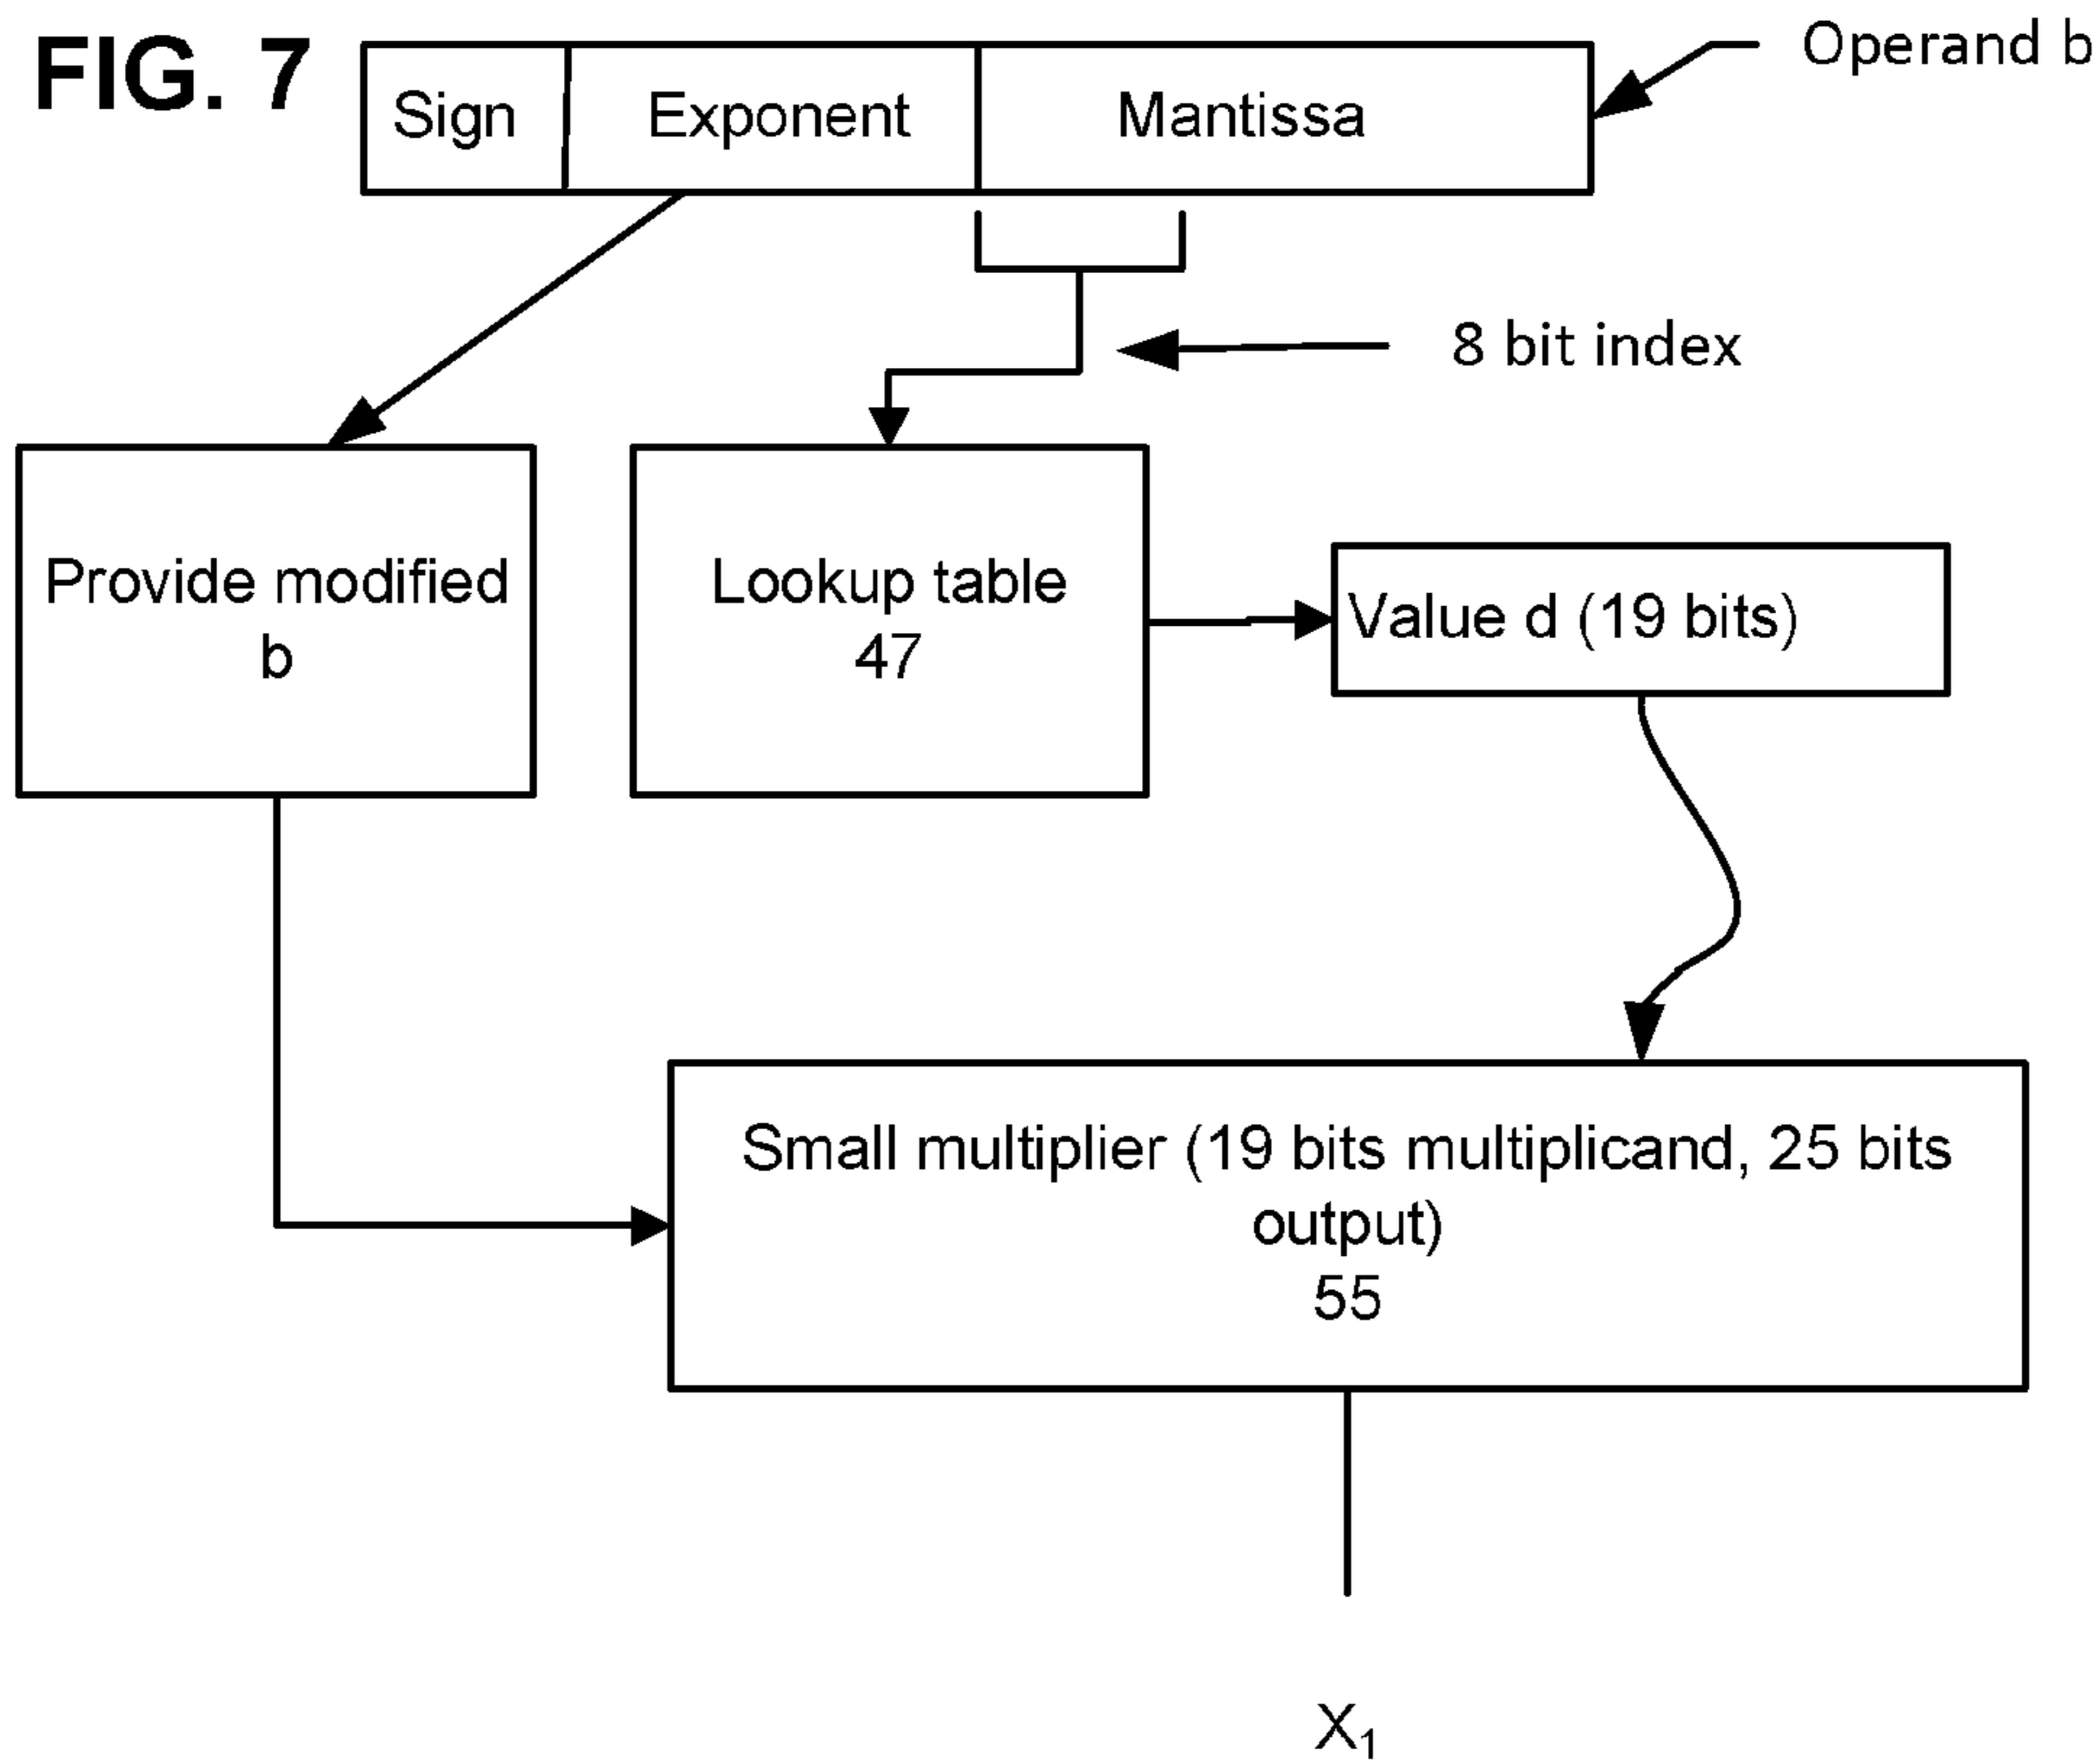 FIG. 7
Operand b
Sign Exponent Mantissa
8 bit index
Provide modified
b
Lookup table
47
Value d (19 bits)
Small multiplier (19 bits multiplicand, 25 bits
output)
55
X₁